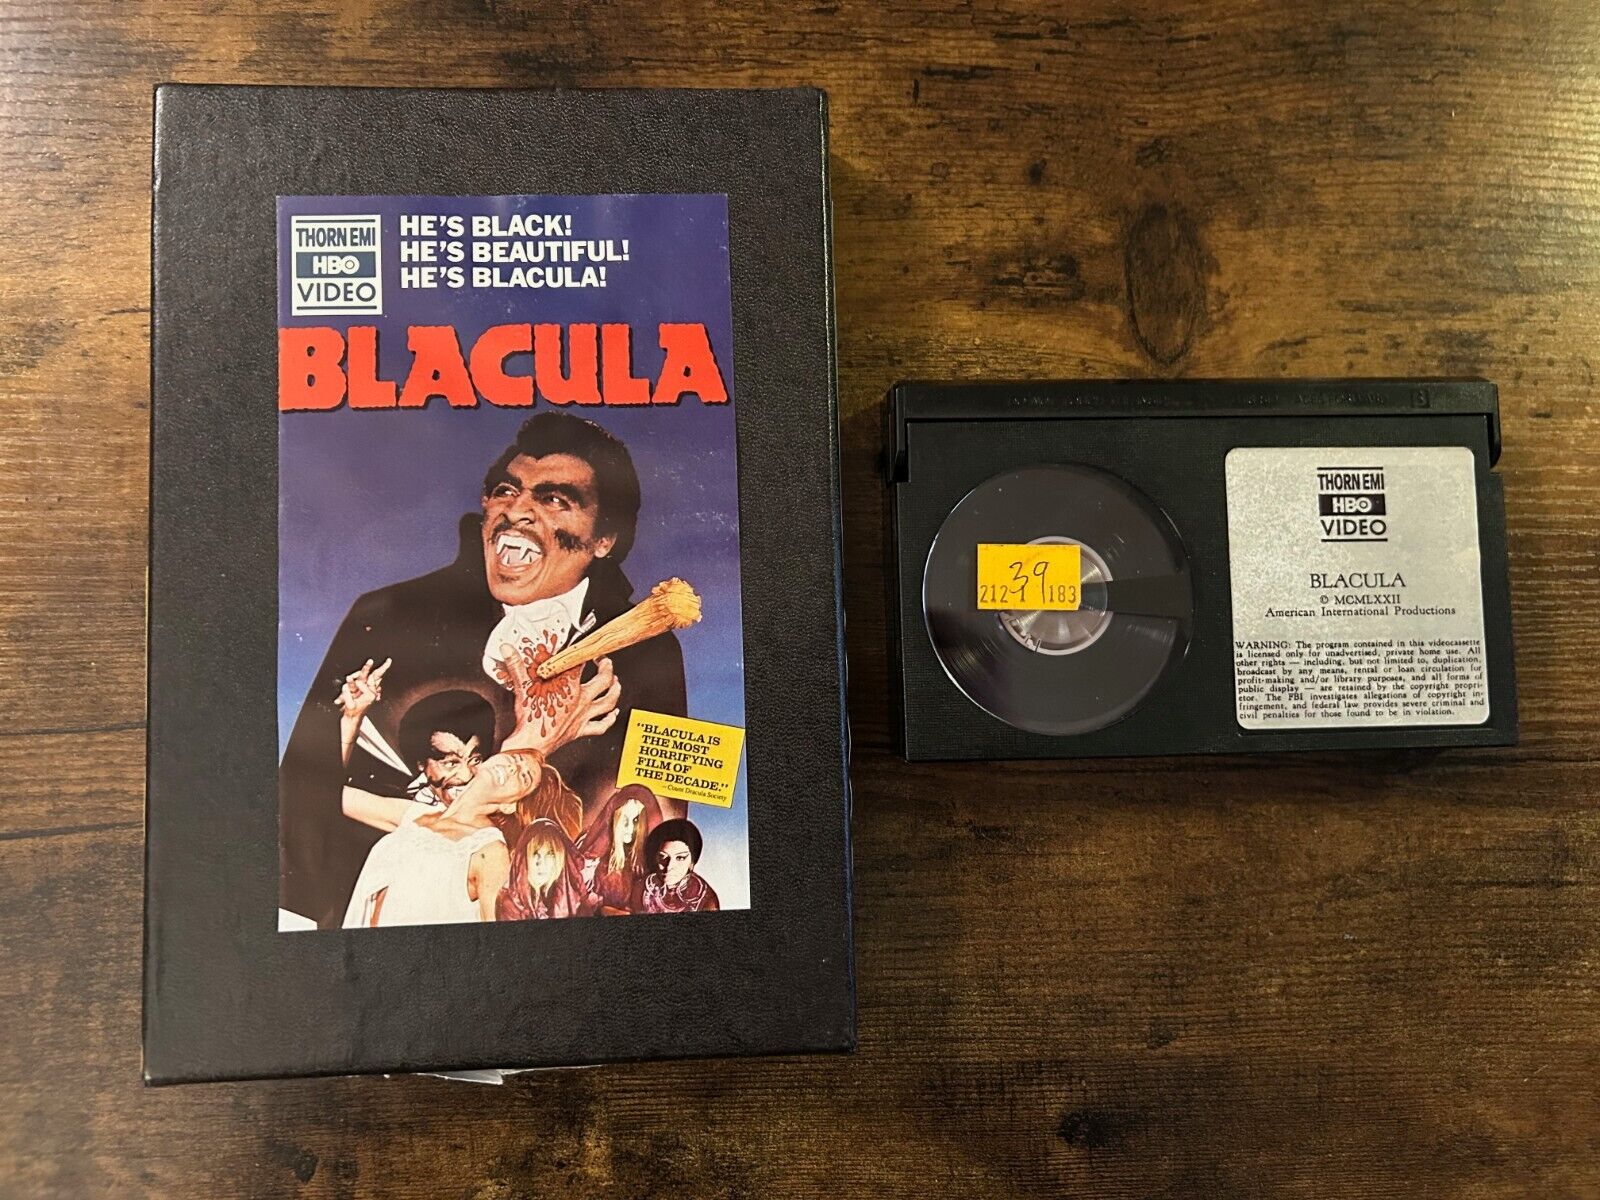 THORN EMI
HBO
VIDEO
HE'S BLACK!
HE'S BEAUTIFUL!
HE'S BLACULA!
BLACULA
"BLACULA IS
THE MOST
HORRIFYING
FILM OF
THE DECADE."
—Count Dracula Society
39
212 183
THORN EMI
HBO
VIDEO
BLACULA
© MCMLXXII
American International Productions
WARNING: The program contained in this videocassette
is licensed only for unadvertised, private home use. All
other rights — including, but not limited to, duplication,
broadcast by any means, rental or loan circulation for
profit-making and/or library purposes, and all forms of
public display — are retained by the copyright propri-
etor. The FBI investigates allegations of copyright in-
fringement, and federal law provides severe criminal and
civil penalties for those found to be in violation.